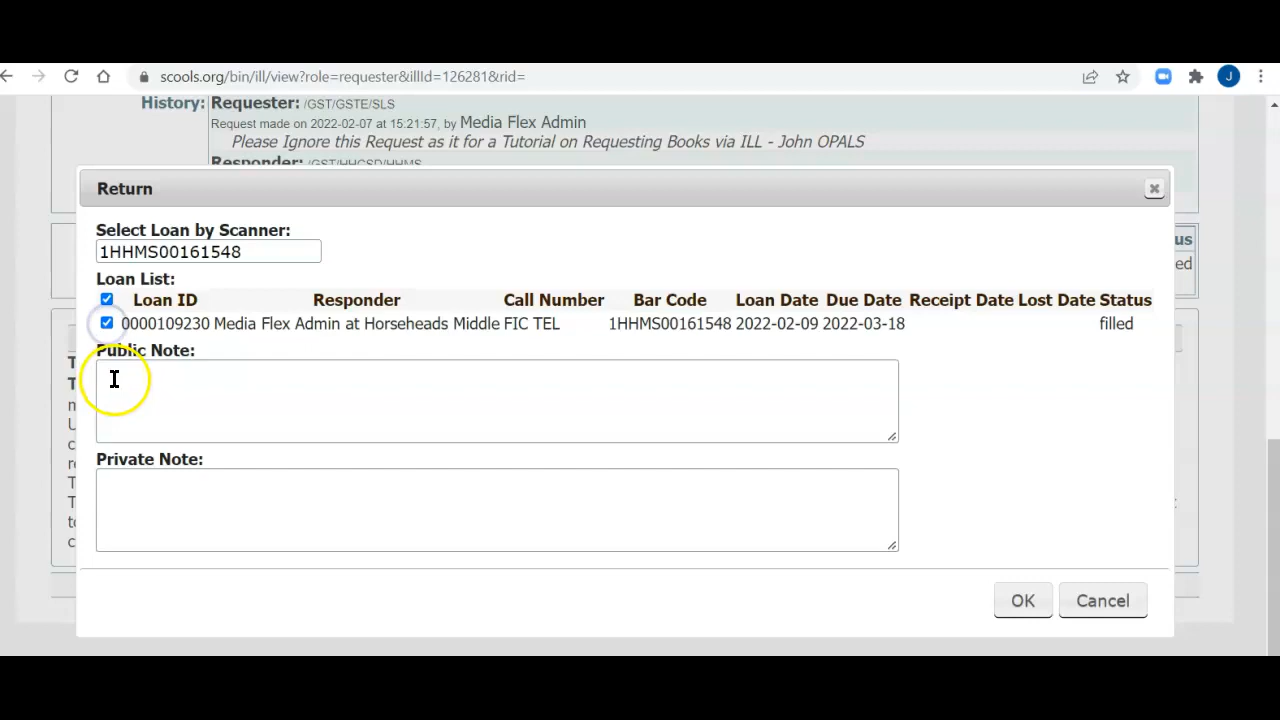 scools.org/bin/ill/view?role=requester&illId=126281&rid=
J
History: Requester: /GST/GSTE/SLS
Request made on 2022-02-07 at 15:21:57, by Media Flex Admin
Please Ignore this Request as it for a Tutorial on Requesting Books via ILL - John OPALS
Responder: /GST/HHCSD/HHMS
Return
Select Loan by Scanner:
1HHMS00161548
Loan List:
Loan ID Responder Call Number Bar Code Loan Date Due Date Receipt Date Lost Date Status
0000109230 Media Flex Admin at Horseheads Middle FIC TEL 1HHMS00161548 2022-02-09 2022-03-18 filled
Public Note:
Private Note:
OK Cancel